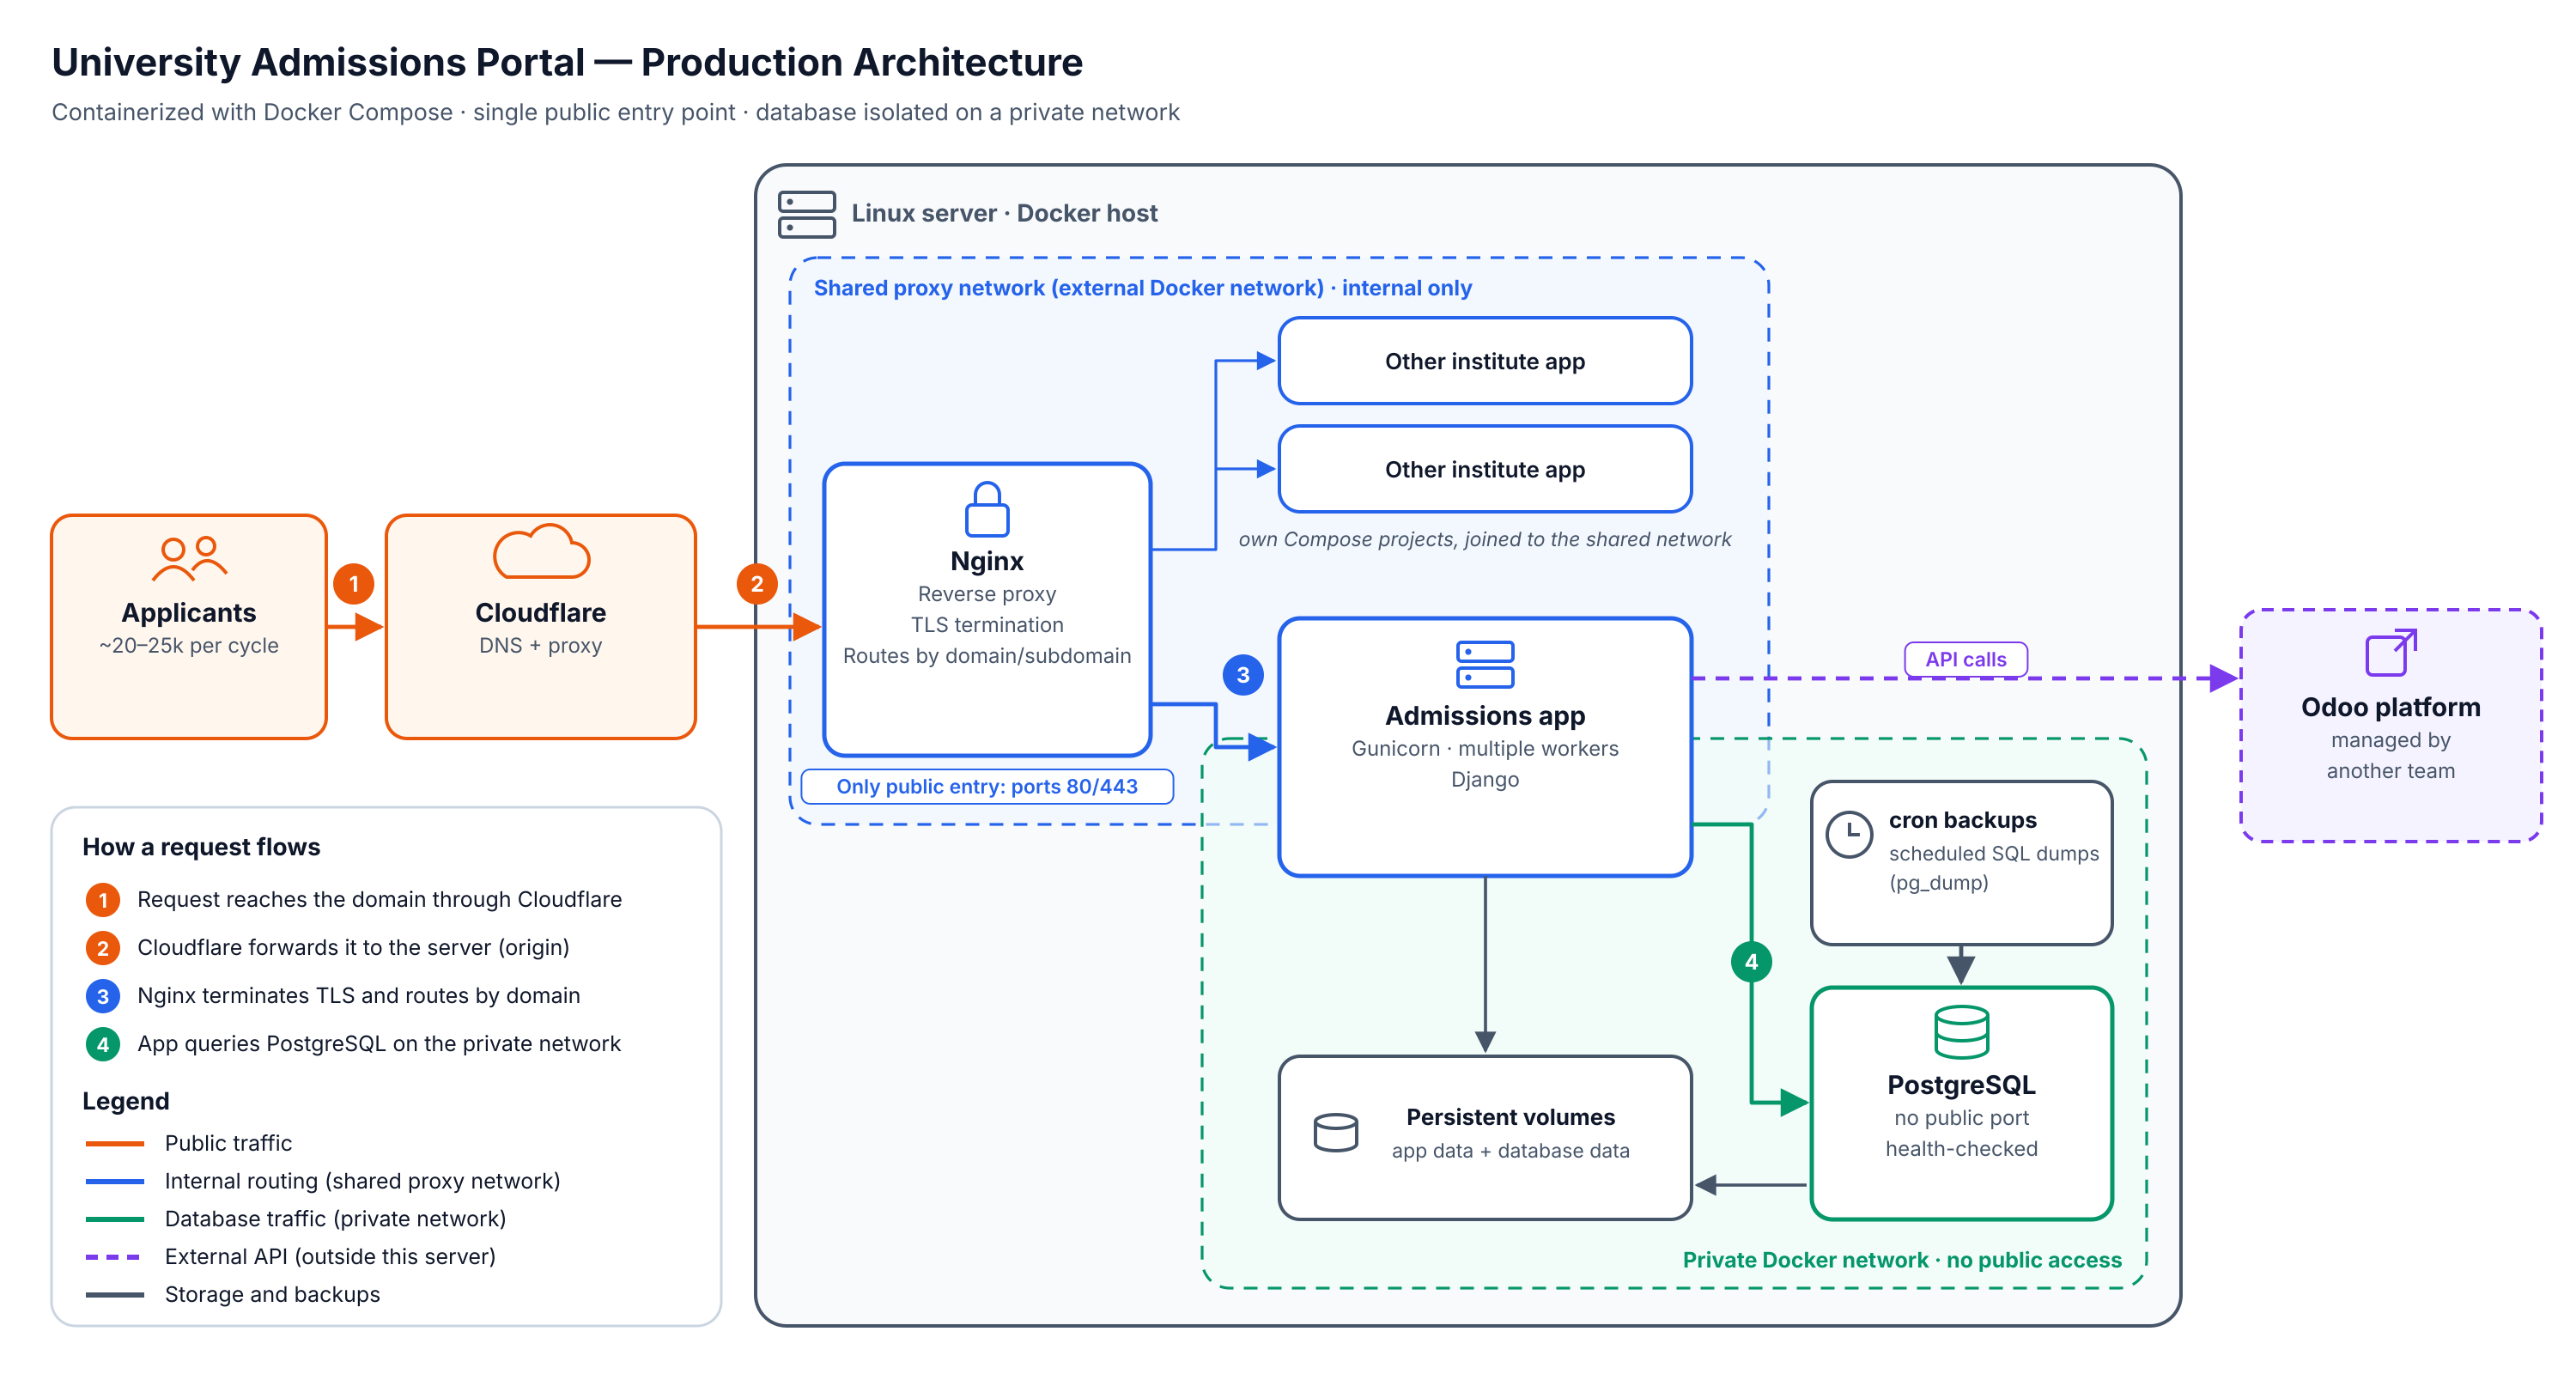 University Admissions Portal — Production Architecture
Containerized with Docker Compose · single public entry point · database isolated on a private network
Linux server · Docker host
Shared proxy network (external Docker network) · internal only
Other institute app
Other institute app
own Compose projects, joined to the shared network
Applicants
~20–25k per cycle
1
Cloudflare
DNS + proxy
2
Nginx
Reverse proxy
TLS termination
Routes by domain/subdomain
Only public entry: ports 80/443
3
Admissions app
Gunicorn · multiple workers
Django
API calls
Odoo platform
managed by
another team
cron backups
scheduled SQL dumps
(pg_dump)
4
PostgreSQL
no public port
health-checked
Persistent volumes
app data + database data
Private Docker network · no public access
How a request flows
1 Request reaches the domain through Cloudflare
2 Cloudflare forwards it to the server (origin)
3 Nginx terminates TLS and routes by domain
4 App queries PostgreSQL on the private network
Legend
Public traffic
Internal routing (shared proxy network)
Database traffic (private network)
External API (outside this server)
Storage and backups